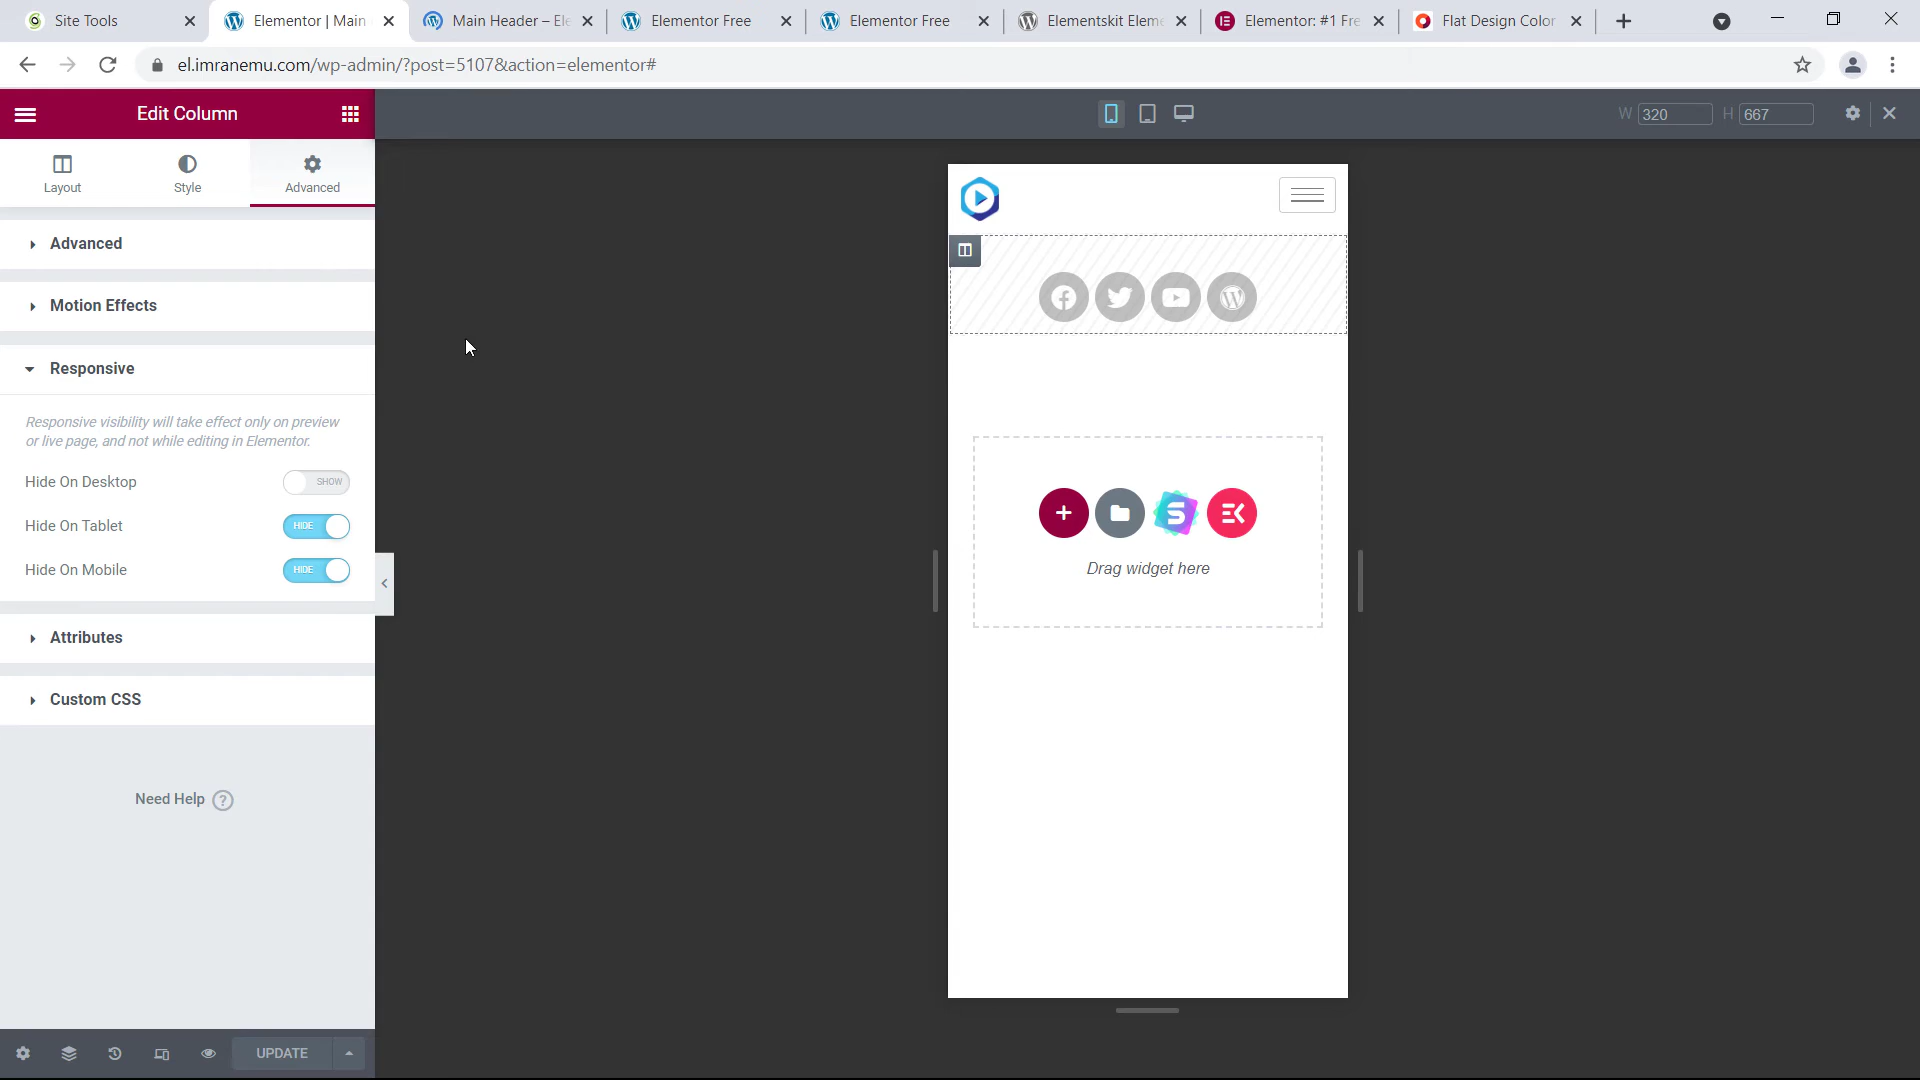 Site Tools
Elementor | Main
Main Header – Ele
Elementor Free
Elementor Free
Elementskit Eleme
Elementor: #1 Fre
Flat Design Color
el.imranemu.com/wp-admin/?post=5107&action=elementor#
Edit Column
W 320 H 667
Layout
Style
Advanced
Advanced
Motion Effects
Responsive
Responsive visibility will take effect only on preview
or live page, and not while editing in Elementor.
Hide On Desktop
SHOW
Hide On Tablet
HIDE
Hide On Mobile
HIDE
Drag widget here
Attributes
Custom CSS
Need Help ?
UPDATE